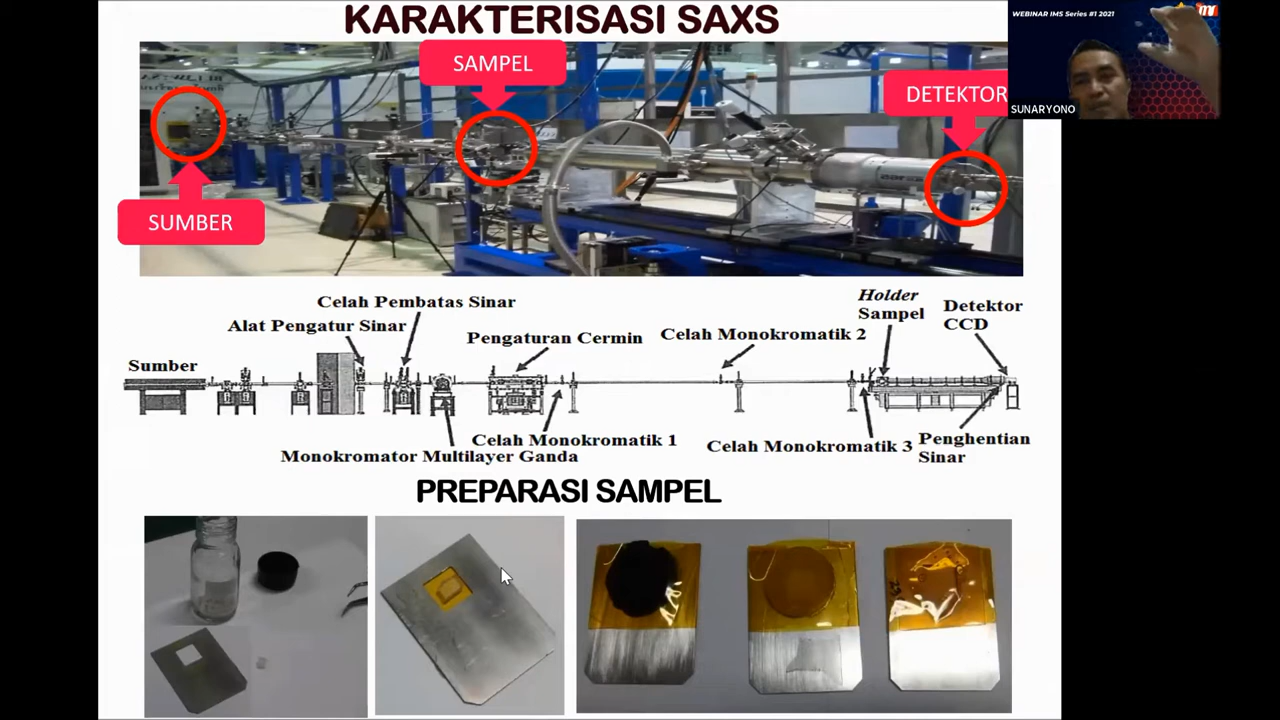 KARAKTERISASI SAXS
WEBINAR IMS Series #1 2021
SUNARYONO
SAMPEL
DETEKTOR
SUMBER
Celah Pembatas Sinar
Alat Pengatur Sinar
Pengaturan Cermin
Celah Monokromatik 2
Holder
Sampel
Detektor
CCD
Sumber
Celah Monokromatik 1
Monokromator Multilayer Ganda
Celah Monokromatik 3
Penghentian
Sinar
PREPARASI SAMPEL